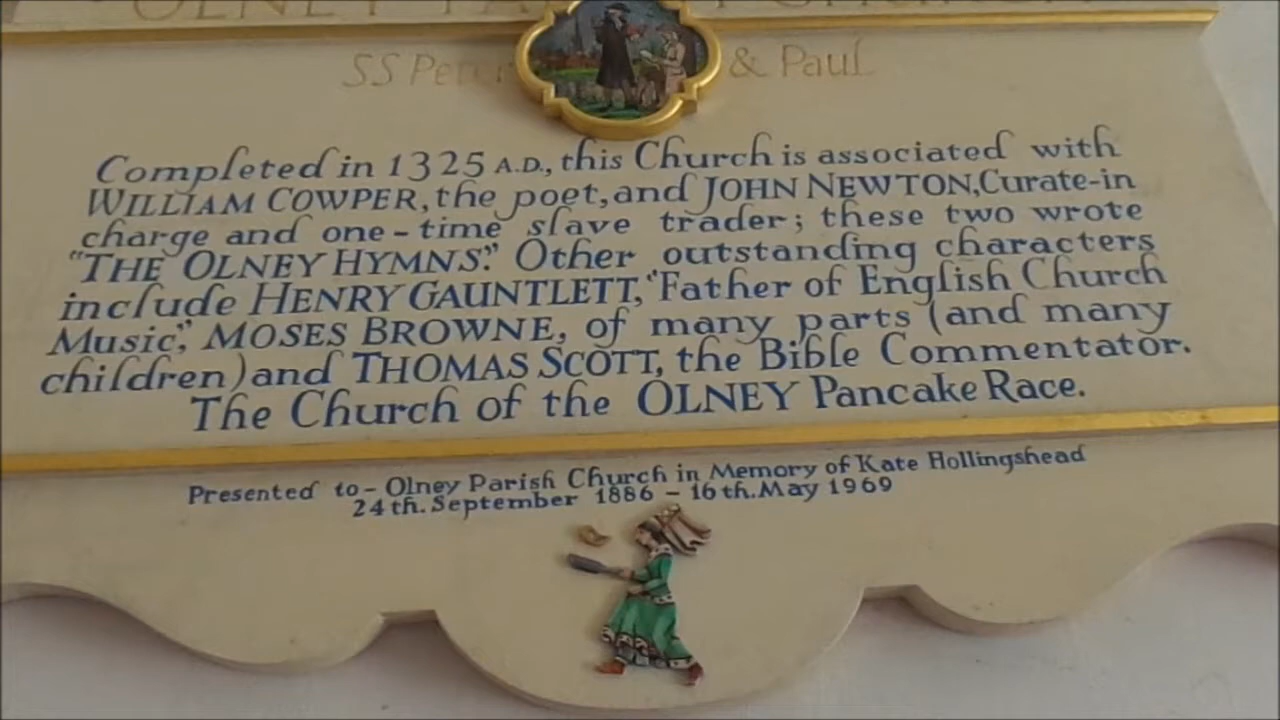 OLNEY
SS Peter & Paul
Completed in 1325 A.D., this Church is associated with
WILLIAM COWPER, the poet, and JOHN NEWTON, Curate-in
charge and one-time slave trader; these two wrote
"THE OLNEY HYMNS." Other outstanding characters
include HENRY GAUNTLETT, "Father of English Church
Music," MOSES BROWNE, of many parts (and many
children) and THOMAS SCOTT, the Bible Commentator.
The Church of the OLNEY Pancake Race.
Presented to - Olney Parish Church in Memory of Kate Hollingshead
24th. September 1886 - 16th. May 1969